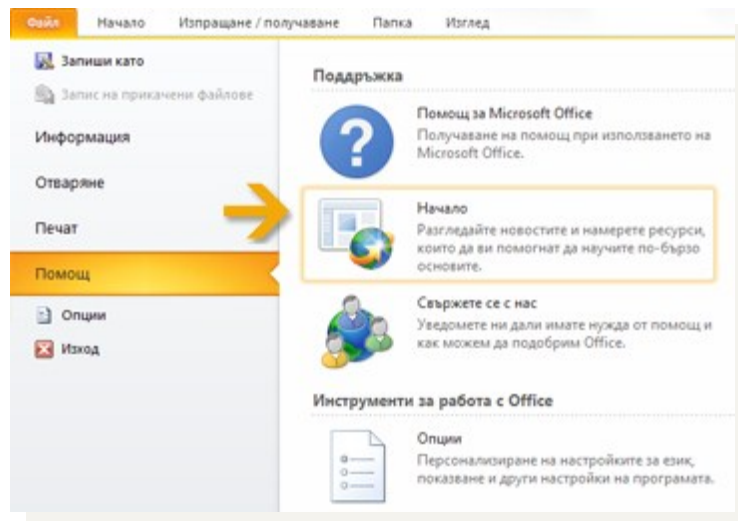 Файл Начало Изпращане / получаване Папка Изглед
Запиши като
Запис на прикачени файлове
Информация
Отваряне
Печат
Помощ
Опции
Изход
Поддръжка
Помощ за Microsoft Office
Получаване на помощ при използването на
Microsoft Office.
Начало
Разгледайте новостите и намерете ресурси,
които да ви помогнат да научите по-бързо
основите.
Свържете се с нас
Уведомете ни дали имате нужда от помощ и
как можем да подобрим Office.
Инструменти за работа с Office
Опции
Персонализиране на настройките за език,
показване и други настройки на програмата.